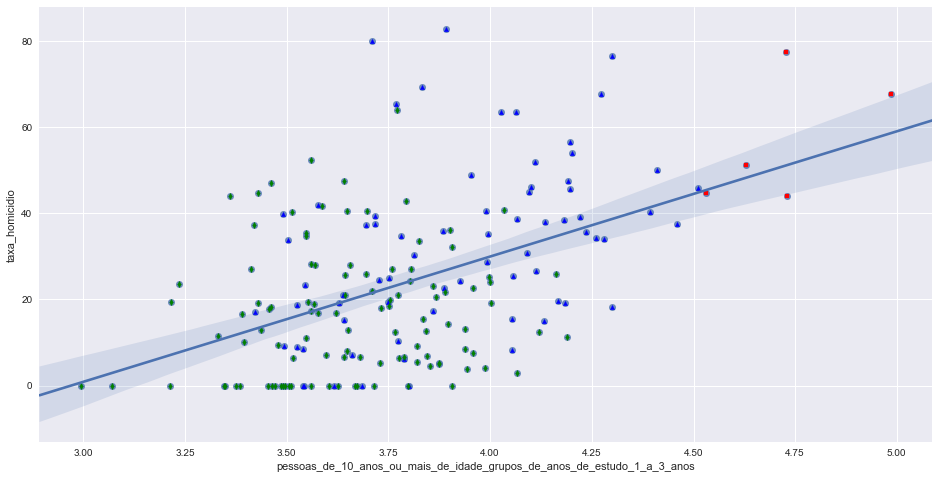 taxa_homicidio
80
60
40
20
0
3.00 3.25 3.50 3.75 4.00 4.25 4.50 4.75 5.00
pessoas_de_10_anos_ou_mais_de_idade_grupos_de_anos_de_estudo_1_a_3_anos